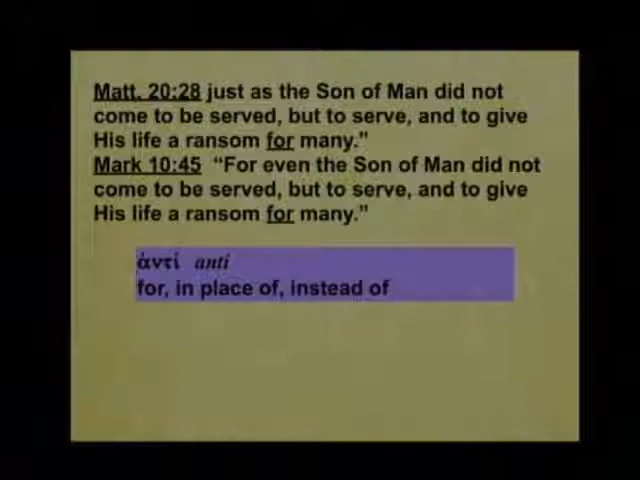 Matt. 20:28 just as the Son of Man did not
come to be served, but to serve, and to give
His life a ransom for many.”
Mark 10:45 “For even the Son of Man did not
come to be served, but to serve, and to give
His life a ransom for many.”
ἀντί anti
for, in place of, instead of